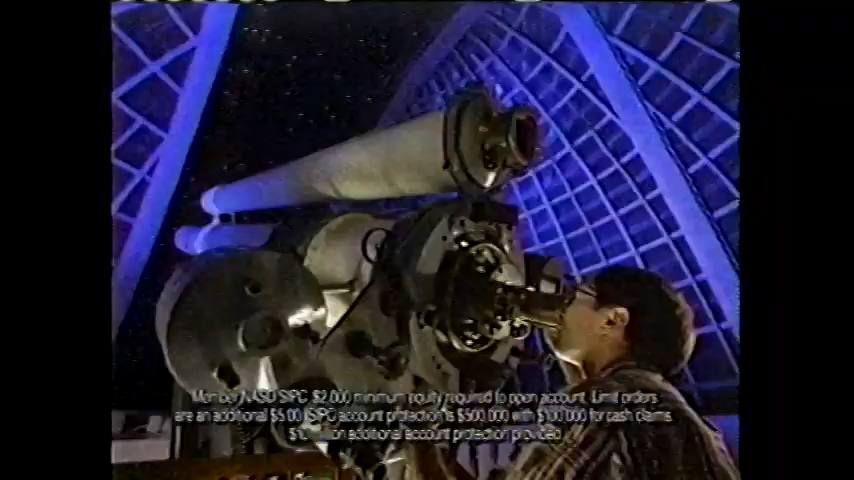 Member NASD SIPC $2,000 minimum equity required to open account. Limit orders
are an additional $5.00. SIPC account protection is $500,000 with $100,000 for cash claims.
additional account protection provided